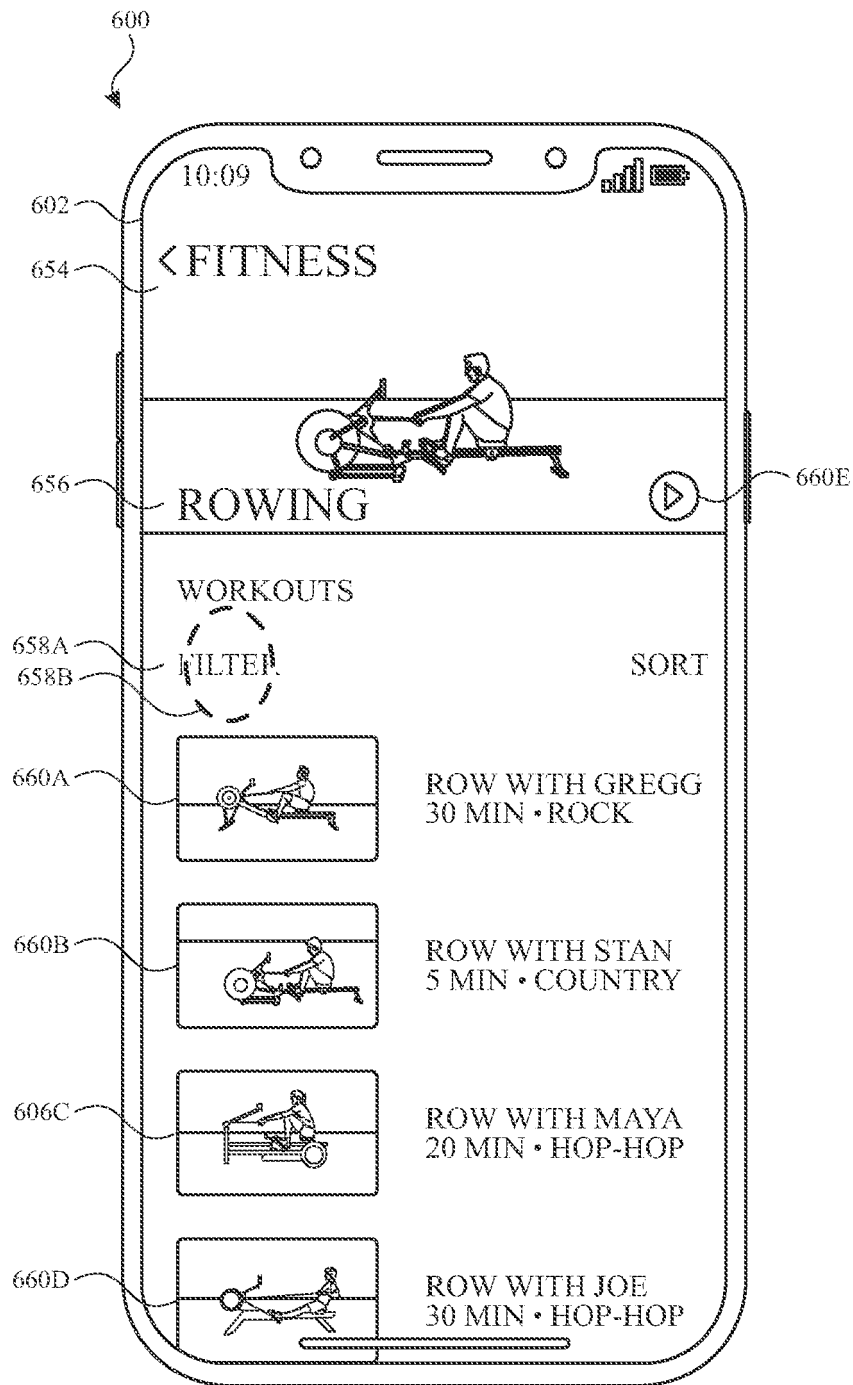 600
10:09
602
< FITNESS
654
660E
656
ROWING
WORKOUTS
658A
FILTER
SORT
658B
660A
ROW WITH GREGG
30 MIN • ROCK
660B
ROW WITH STAN
5 MIN • COUNTRY
606C
ROW WITH MAYA
20 MIN • HOP-HOP
660D
ROW WITH JOE
30 MIN • HOP-HOP